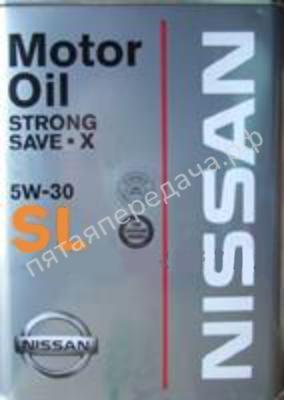 Motor
Oil
STRONG
SAVE • X
5W-30
SL
NISSAN
NISSAN
пятаяпередача.рф